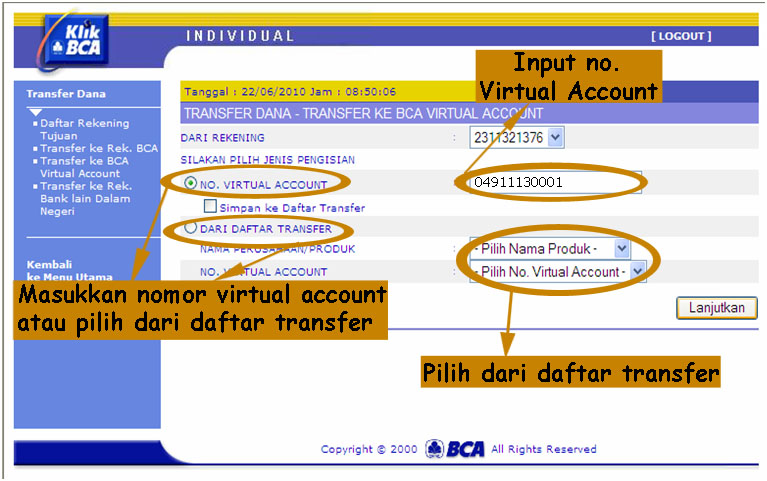 Klik
BCA
INDIVIDUAL
[ LOGOUT ]
Input no.
Virtual Account
Transfer Dana
Daftar Rekening
Tujuan
Transfer ke Rek. BCA
Transfer ke BCA
Virtual Account
Transfer ke Rek.
Bank lain Dalam
Negeri
Kembali
ke Menu Utama
Tanggal : 22/06/2010 Jam : 08:50:06
TRANSFER DANA - TRANSFER KE BCA VIRTUAL ACCOUNT
DARI REKENING : 2311321376
SILAKAN PILIH JENIS PENGISIAN
NO. VIRTUAL ACCOUNT : 04911130001
Simpan ke Daftar Transfer
DARI DAFTAR TRANSFER
NAMA PERUSAHAAN/PRODUK : - Pilih Nama Produk -
NO. VIRTUAL ACCOUNT : - Pilih No. Virtual Account -
Masukkan nomor virtual account
atau pilih dari daftar transfer
Lanjutkan
Pilih dari daftar transfer
Copyright © 2000 BCA All Rights Reserved